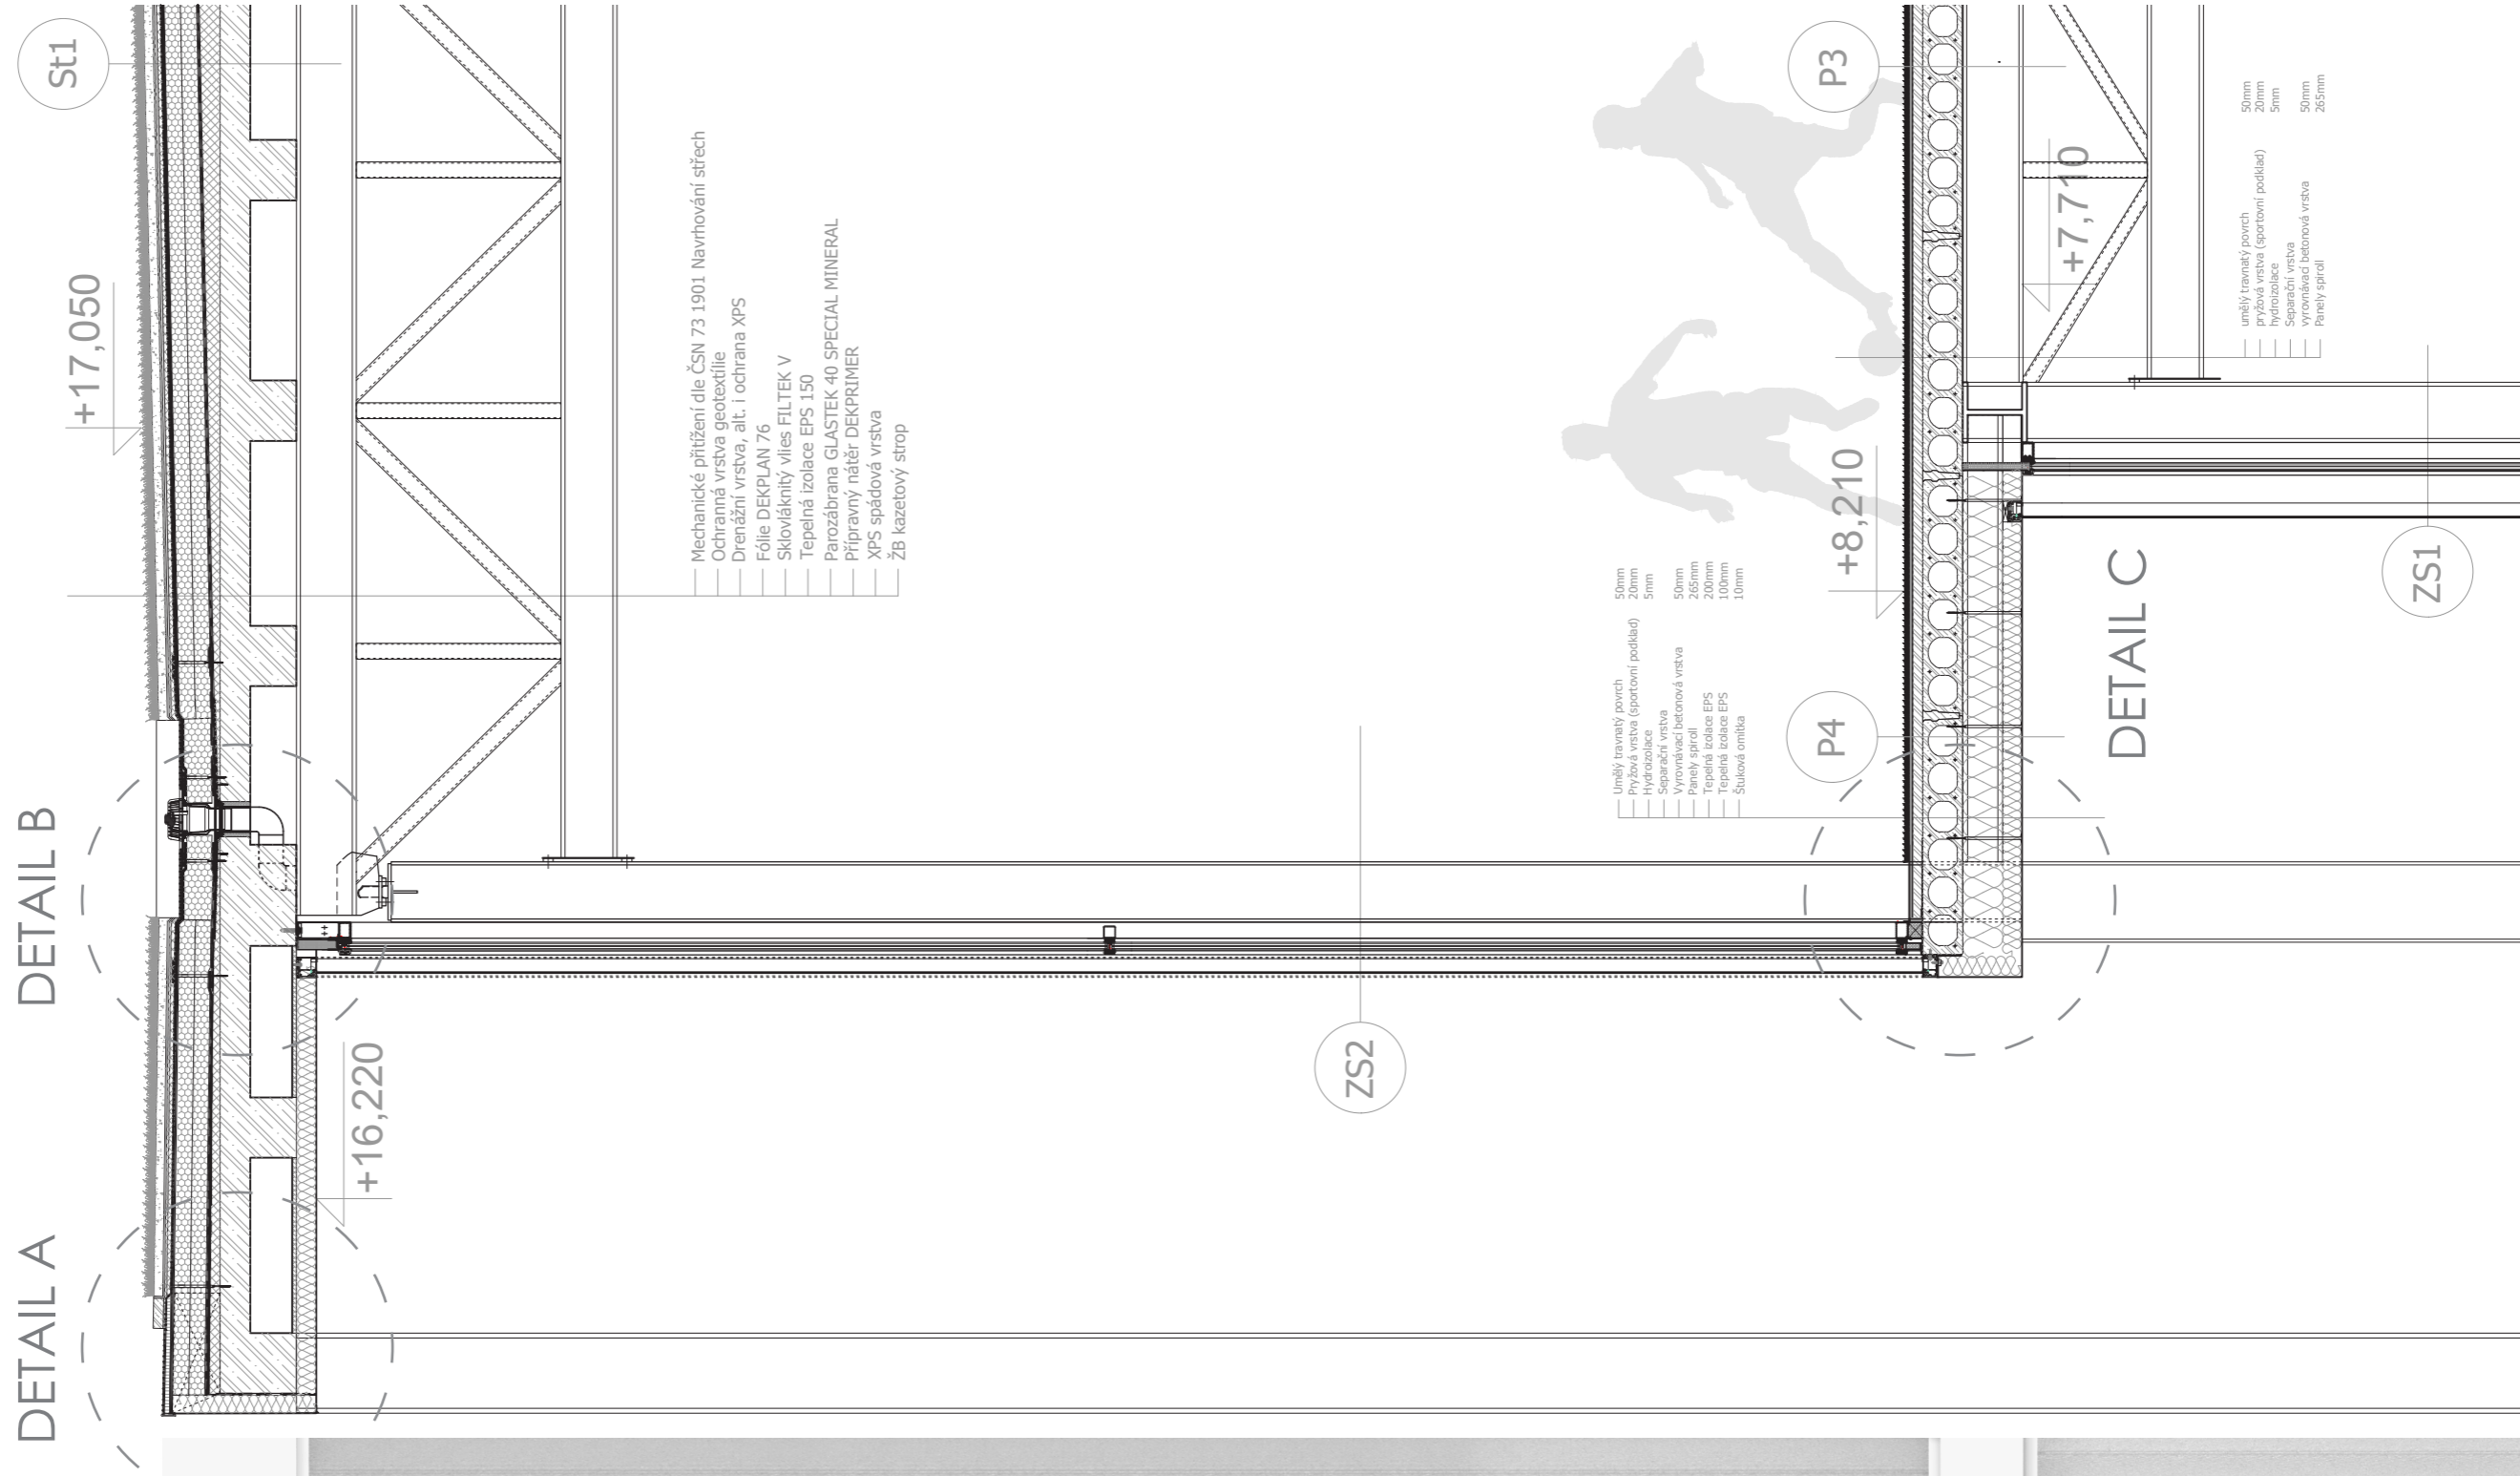 DETAIL A
DETAIL B
St1
+17,050
+16,220
Mechanické přitížení dle ČSN 73 1901 Navrhování střech
Ochranná vrstva geotextílie
Drenážní vrstva, alt. i ochrana XPS
Fólie DEKPLAN 76
Skovláknitý vlies FILTEK V
Tepelná izolace EPS 150
Parozábrana GLASTEK 40 SPECIAL MINERAL
Přípravný nátěr DEKPRIMER
XPS spádová vrstva
ŽB kazetový strop
ZS2
Umělý travnatý povrch 50mm
Pryžová vrstva (sportovní podklad) 20mm
Hydroizolace 5mm
Separační vrstva
Vyrovnávací betonová vrstva 50mm
Panely spiroll 265mm
Tepelná izolace EPS 200mm
Tepelná izolace EPS 100mm
Štuková omítka 10mm
P4
+8,210
P3
+7,710
DETAIL C
umělý travnatý povrch 50mm
pryžová vrstva (sportovní podklad) 20mm
hydroizolace 5mm
Separační vrstva
vyrovnávací betonová vrstva 50mm
Panely spiroll 265mm
ZS1